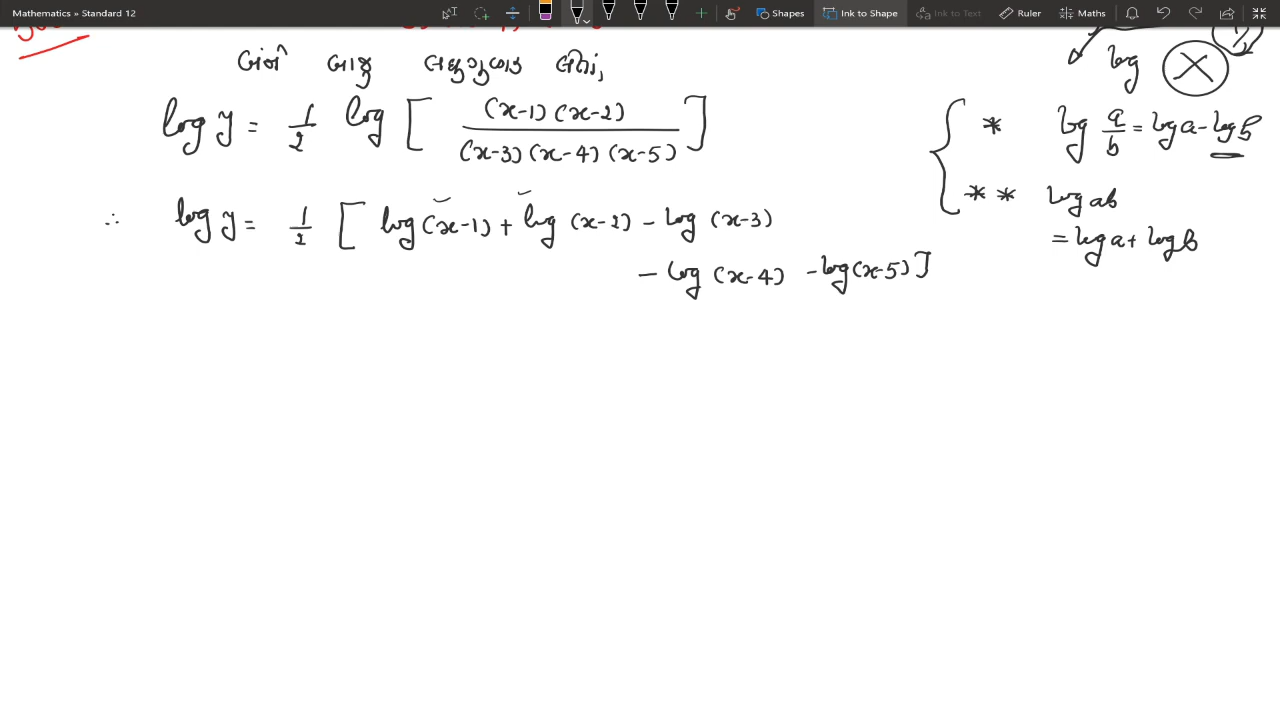 Mathematics » Standard 12
Shapes Ink to Shape Ink to Text Ruler Maths
બંને બાજુ લઘુગુણક લેતાં,
log y = 1/2 log [ (x-1) (x-2) / (x-3) (x-4) (x-5) ]
∴ log y = 1/2 [ log (x-1) + log (x-2) - log (x-3)
- log (x-4) - log (x-5) ]
log
* log a/b = log a - log b
** log ab
= log a + log b